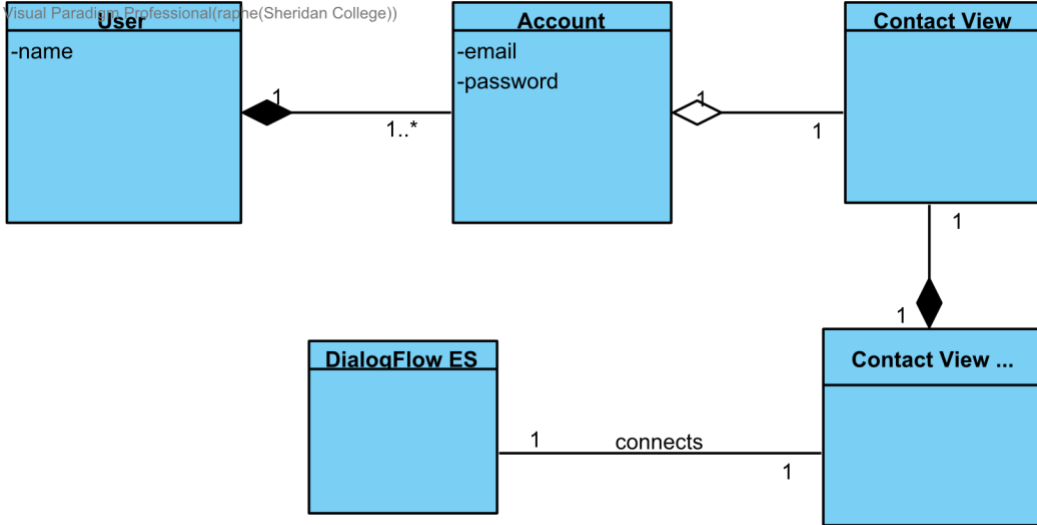 Visual Paradigm Professional(raphe(Sheridan College))
User
-name
Account
-email
-password
Contact View
1
1..*
1
1
1
1
DialogFlow ES
Contact View ...
1
connects
1